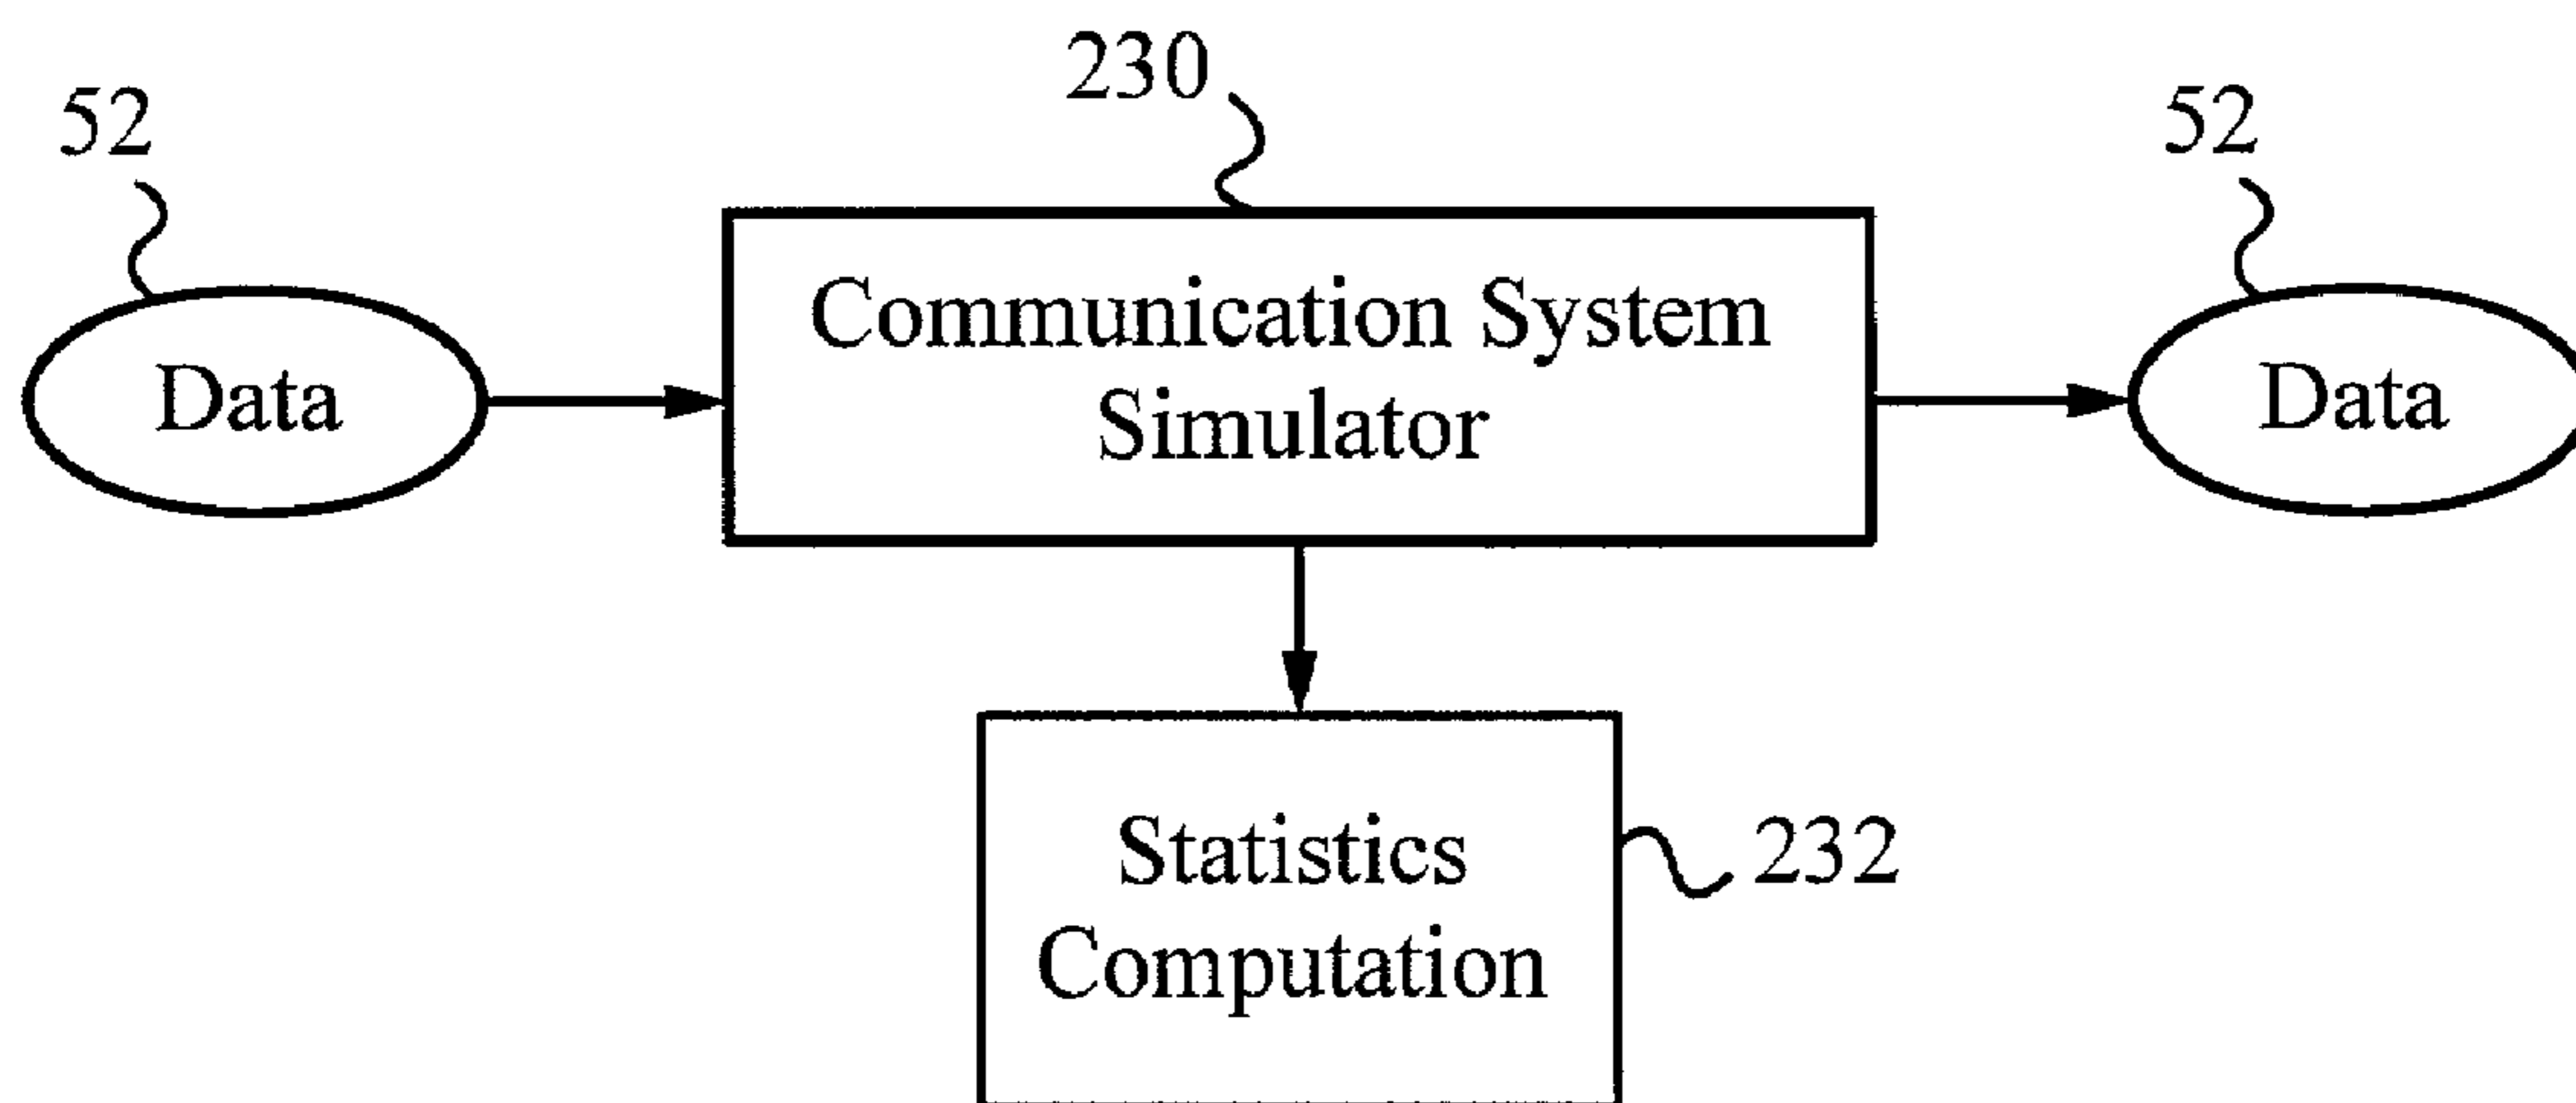 230
52
52
Communication System
Simulator
Data
Data
Statistics
232
Computation